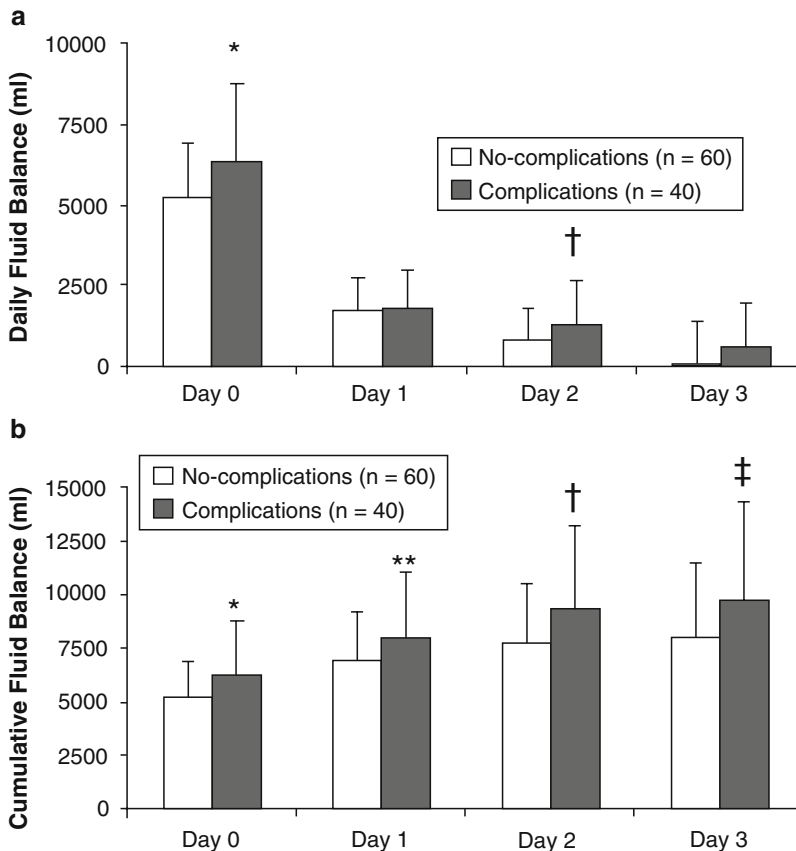 a
Daily Fluid Balance (ml)
10000
7500
5000
2500
0
*
†
No-complications (n = 60)
Complications (n = 40)
Day 0 Day 1 Day 2 Day 3
b
Cumulative Fluid Balance (ml)
15000
12500
10000
7500
5000
2500
0
No-complications (n = 60)
Complications (n = 40)
*
**
†
‡
Day 0 Day 1 Day 2 Day 3